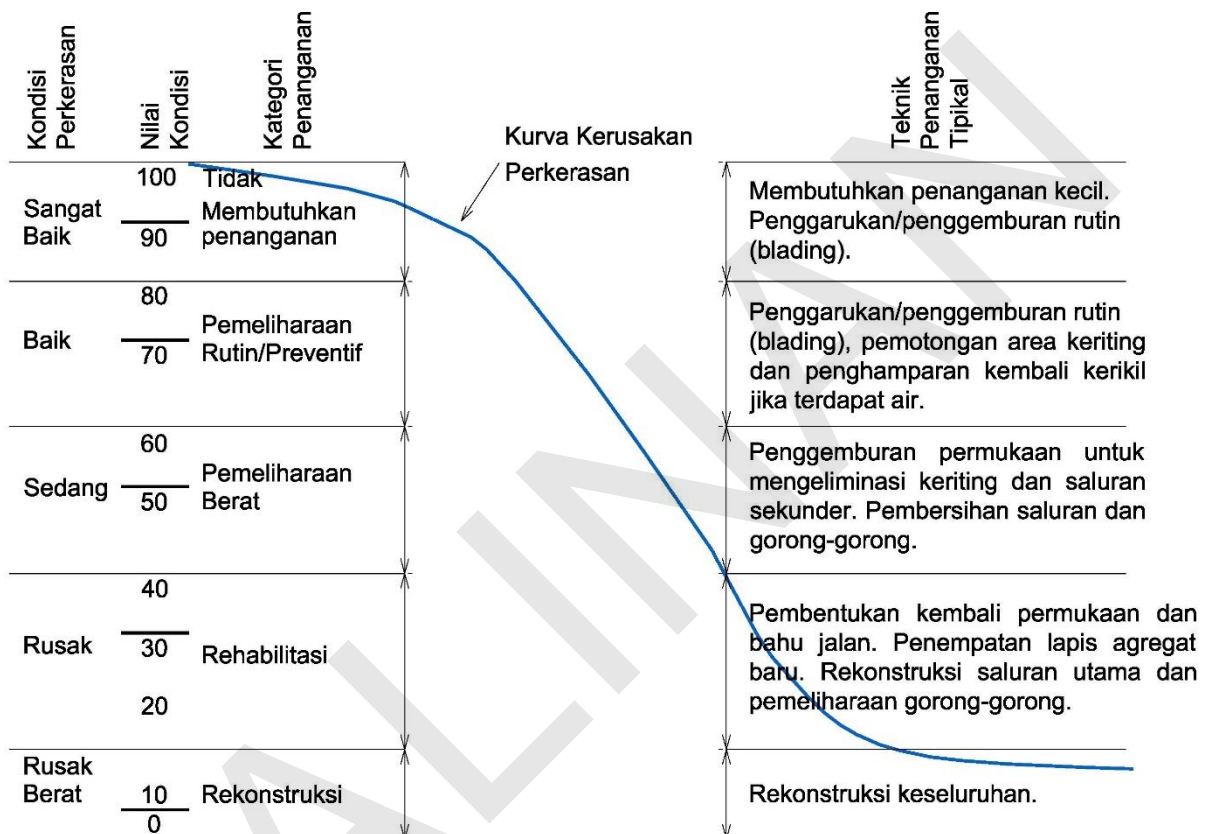 Kondisi
Perkerasan
Nilai
Kondisi
Kategori
Penanganan
Teknik
Penanganan
Tipikal
Kurva Kerusakan
Perkerasan
Sangat
Baik
100
90
Tidak
Membutuhkan
penanganan
Membutuhkan penanganan kecil.
Penggarukan/penggemburan rutin
(blading).
Baik
80
70
Pemeliharaan
Rutin/Preventif
Penggarukan/penggemburan rutin
(blading), pemotongan area keriting
dan penghamparan kembali kerikil
jika terdapat air.
Sedang
60
50
Pemeliharaan
Berat
Penggemburan permukaan untuk
mengeliminasi keriting dan saluran
sekunder. Pembersihan saluran dan
gorong-gorong.
Rusak
40
30
20
Rehabilitasi
Pembentukan kembali permukaan dan
bahu jalan. Penempatan lapis agregat
baru. Rekonstruksi saluran utama dan
pemeliharaan gorong-gorong.
Rusak
Berat
10
0
Rekonstruksi
Rekonstruksi keseluruhan.
ALINAN